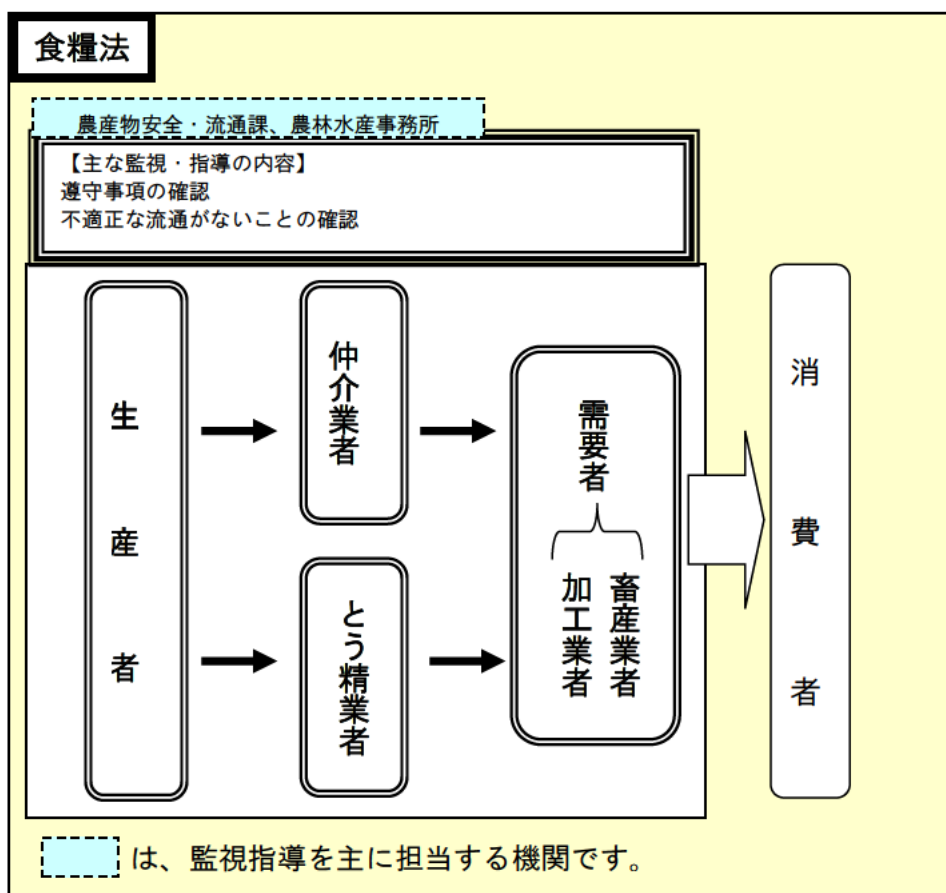 食糧法
農産物安全・流通課、農林水産事務所
【主な監視・指導の内容】
遵守事項の確認
不適正な流通がないことの確認
生産者
仲介業者
とう精業者
需要者
畜産業者
加工業者
消費者
は、監視指導を主に担当する機関です。